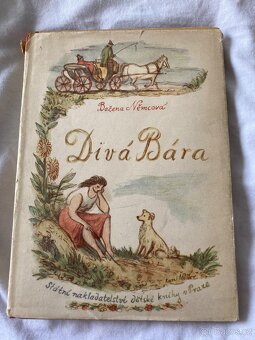 Božena Němcová
Divá Bára
Státní nakladatelství dětské knihy v Praze